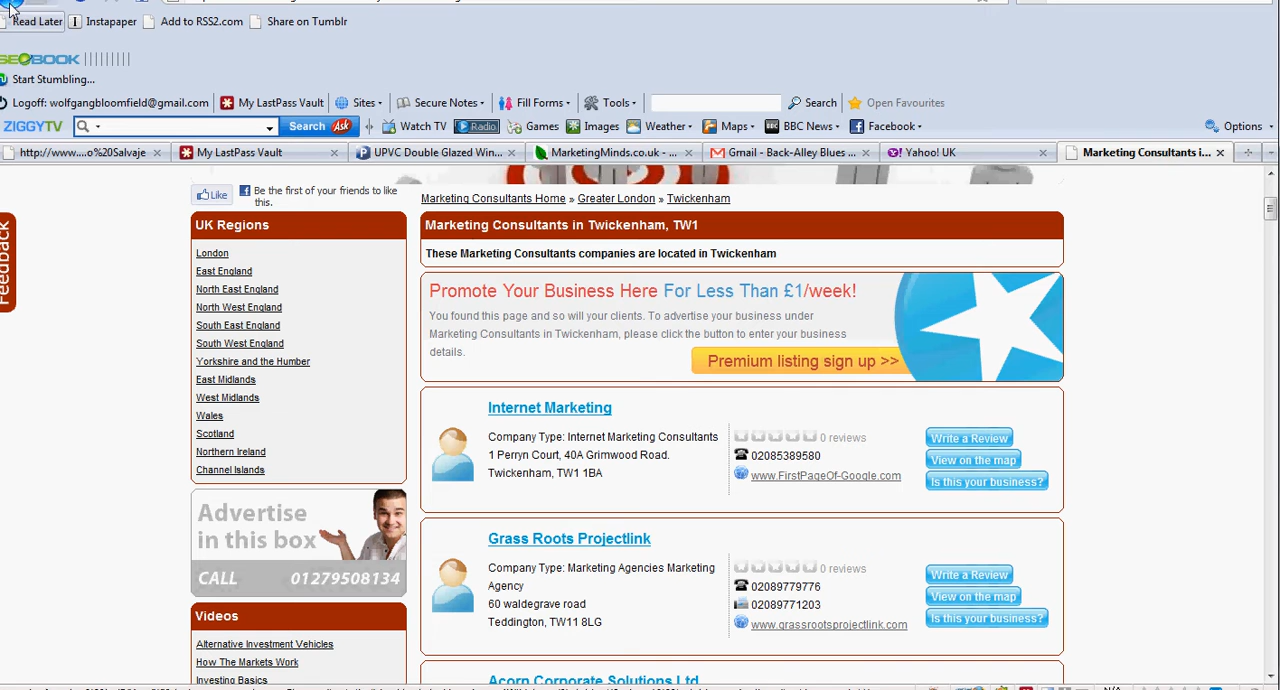 Read Later Instapaper Add to RSS2.com Share on Tumblr
SEOBOOK
Start Stumbling...
Logoff: wolfgangbloomfield@gmail.com My LastPass Vault Sites Secure Notes Fill Forms Tools Search Open Favourites
ZIGGYTV Search Ask Watch TV Radio Games Images Weather Maps BBC News Facebook Options
http://www....o%20Salvaje My LastPass Vault UPVC Double Glazed Win... MarketingMinds.co.uk - ... Gmail - Back-Alley Blues ... Yahoo! UK Marketing Consultants i...
Feedback
Like Be the first of your friends to like
this.
Marketing Consultants Home » Greater London » Twickenham
UK Regions
London
East England
North East England
North West England
South East England
South West England
Yorkshire and the Humber
East Midlands
West Midlands
Wales
Scotland
Northern Ireland
Channel Islands
Advertise
in this box
CALL 01279508134
Videos
Alternative Investment Vehicles
How The Markets Work
Investing Basics
Marketing Consultants in Twickenham, TW1
These Marketing Consultants companies are located in Twickenham
Promote Your Business Here For Less Than £1/week!
You found this page and so will your clients. To advertise your business under
Marketing Consultants in Twickenham, please click the button to enter your business
details.
Premium listing sign up >>
Internet Marketing
Company Type: Internet Marketing Consultants
1 Perryn Court, 40A Grimwood Road.
Twickenham, TW1 1BA
0 reviews
02085389580
www.FirstPageOf-Google.com
Write a Review
View on the map
Is this your business?
Grass Roots Projectlink
Company Type: Marketing Agencies Marketing
Agency
60 waldegrave road
Teddington, TW11 8LG
0 reviews
02089779776
02089771203
www.grassrootsprojectlink.com
Write a Review
View on the map
Is this your business?
Acorn Corporate Solutions Ltd